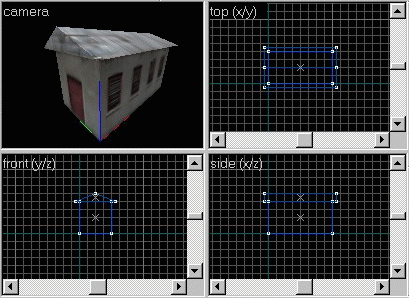 camera
top (x/y)
front (y/z)
side (x/z)